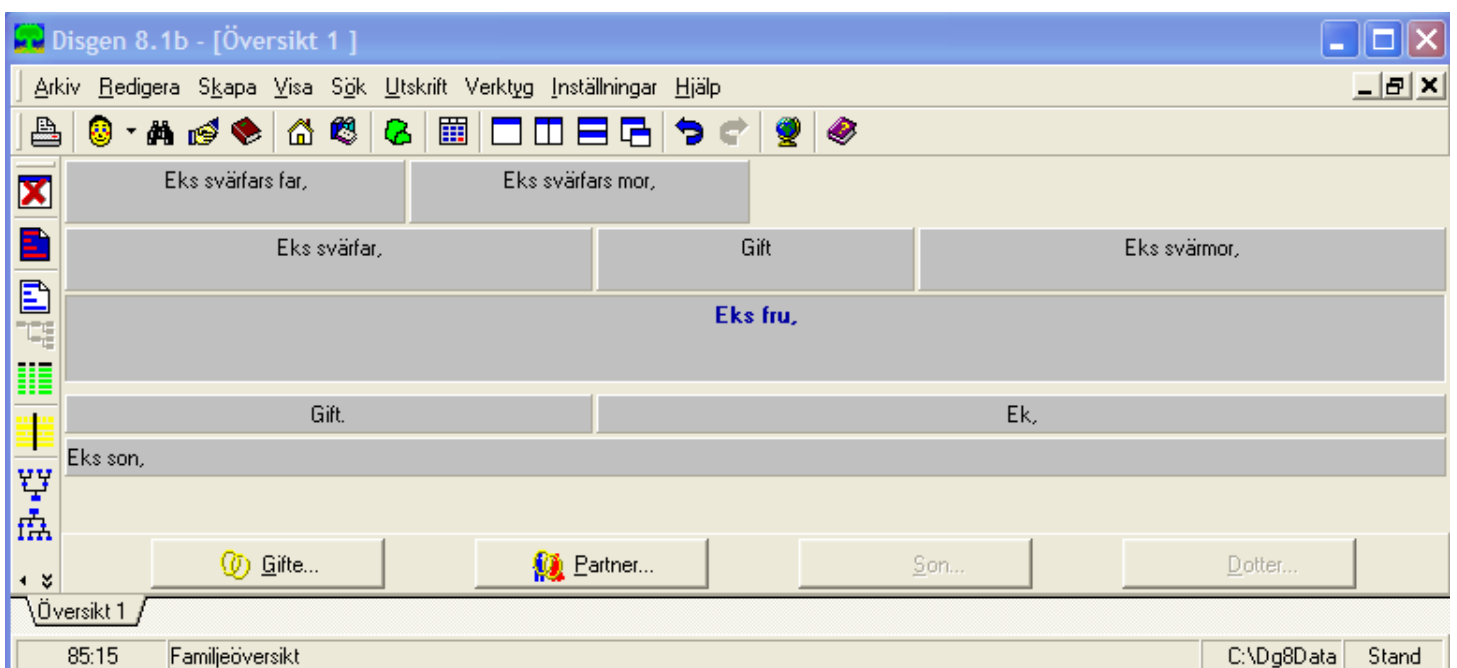 Disgen 8.1b - [Översikt 1 ]
Arkiv Redigera Skapa Visa Sök Utskrift Verktyg Inställningar Hjälp
Eks svärfars far, Eks svärfars mor,
Eks svärfar, Gift Eks svärmor,
Eks fru,
Gift. Ek,
Eks son,
Gifte... Partner... Son... Dotter...
Översikt 1
85:15 Familjeöversikt C:\Dg8Data Stand